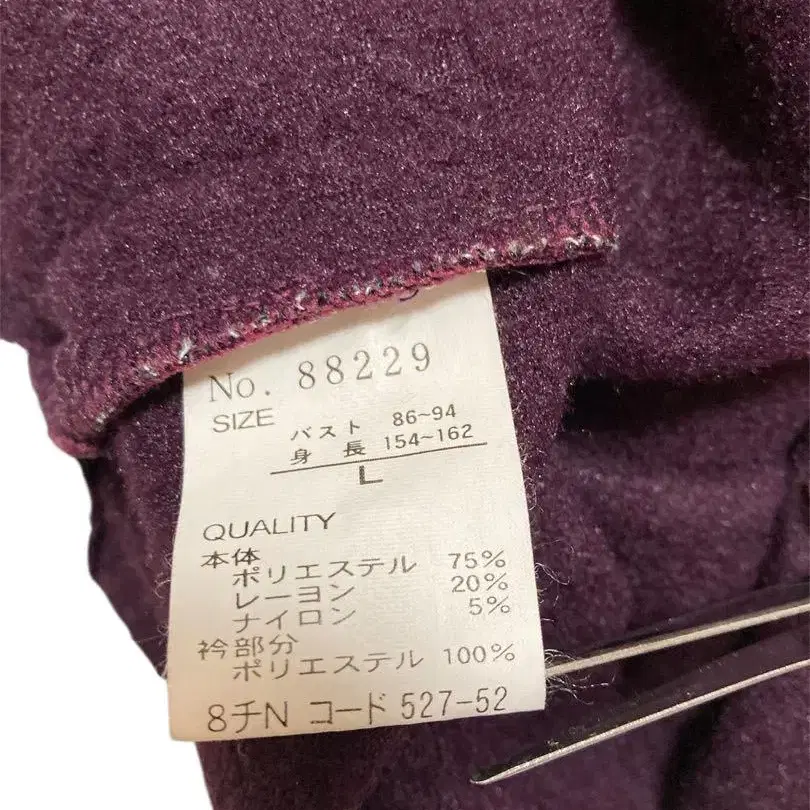 No. 88229
SIZE
バスト 86~94
身長 154~162
L
QUALITY
本体
ポリエステル 75%
レーヨン 20%
ナイロン 5%
衿部分
ポリエステル 100%
8チN コード 527-52